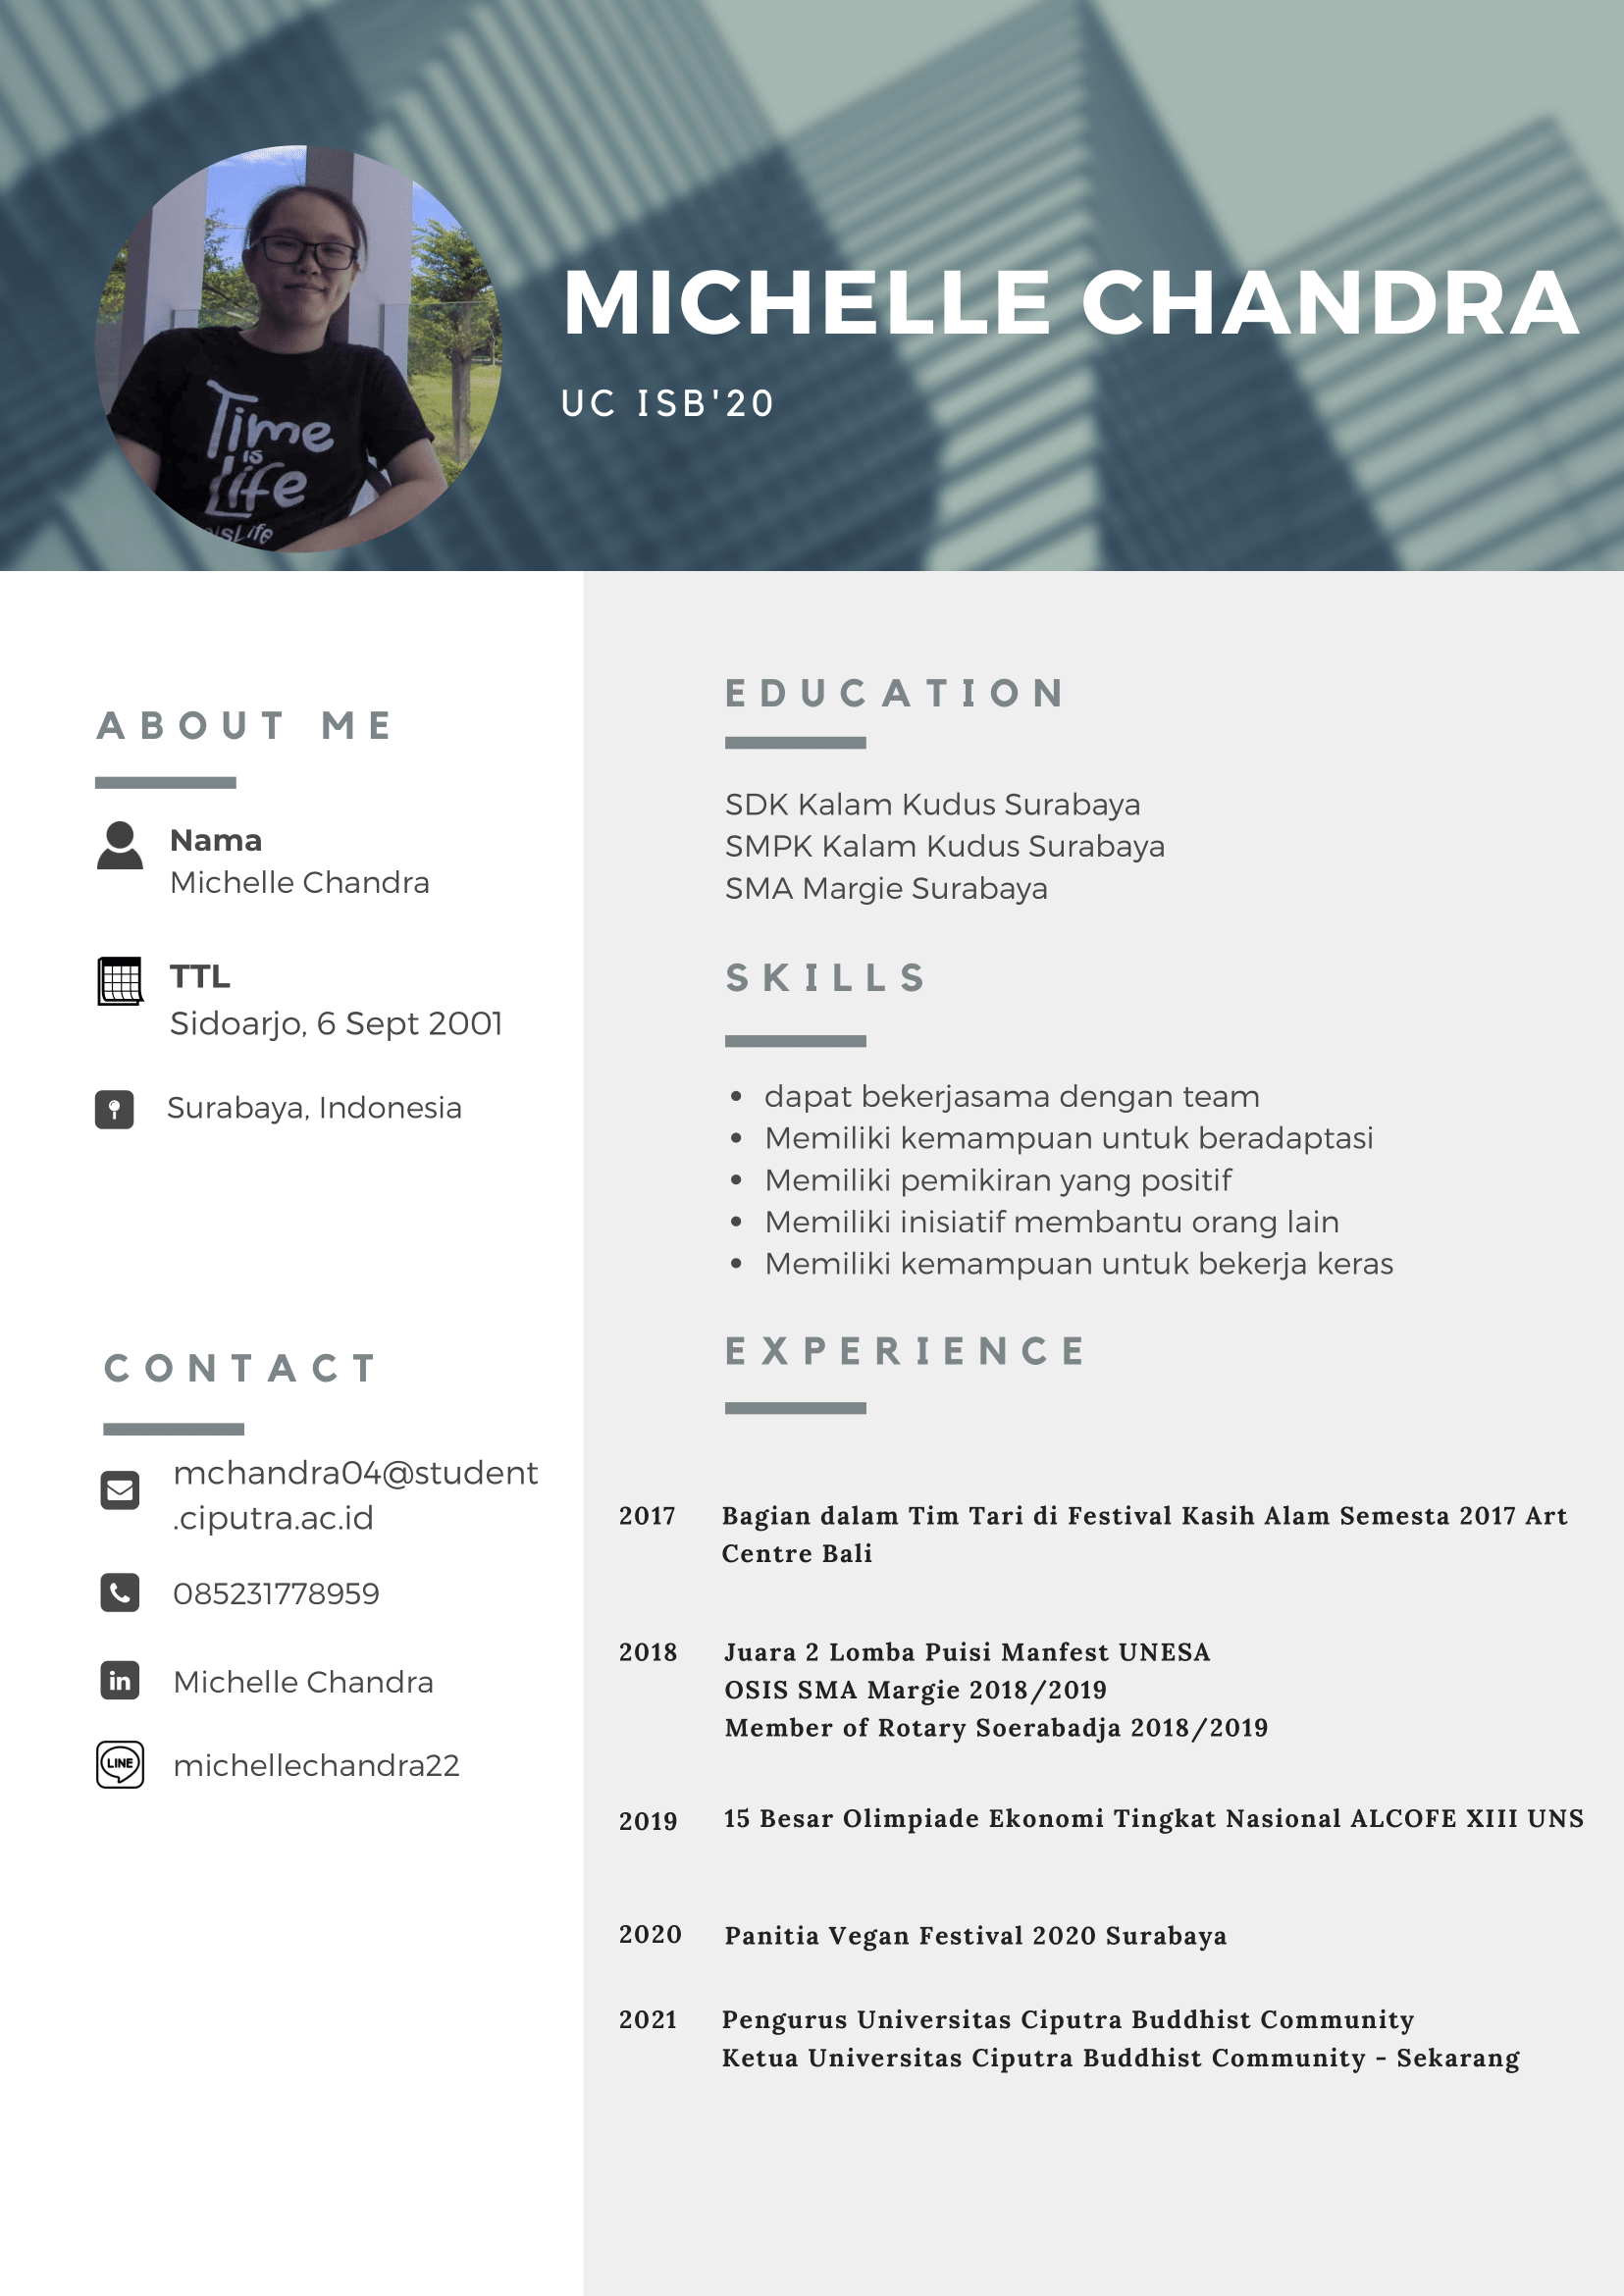 MICHELLE CHANDRA
UC ISB'20
Time
is
Life
isLife
ABOUT ME
Nama
Michelle Chandra
TTL
Sidoarjo, 6 Sept 2001
Surabaya, Indonesia
CONTACT
mchandra04@student
.ciputra.ac.id
085231778959
in
Michelle Chandra
LINE
michellechandra22
EDUCATION
SDK Kalam Kudus Surabaya
SMPK Kalam Kudus Surabaya
SMA Margie Surabaya
SKILLS
• dapat bekerjasama dengan team
• Memiliki kemampuan untuk beradaptasi
• Memiliki pemikiran yang positif
• Memiliki inisiatif membantu orang lain
• Memiliki kemampuan untuk bekerja keras
EXPERIENCE
2017 Bagian dalam Tim Tari di Festival Kasih Alam Semesta 2017 Art
Centre Bali
2018 Juara 2 Lomba Puisi Manfest UNESA
OSIS SMA Margie 2018/2019
Member of Rotary Soerabadja 2018/2019
2019 15 Besar Olimpiade Ekonomi Tingkat Nasional ALCOFE XIII UNS
2020 Panitia Vegan Festival 2020 Surabaya
2021 Pengurus Universitas Ciputra Buddhist Community
Ketua Universitas Ciputra Buddhist Community - Sekarang